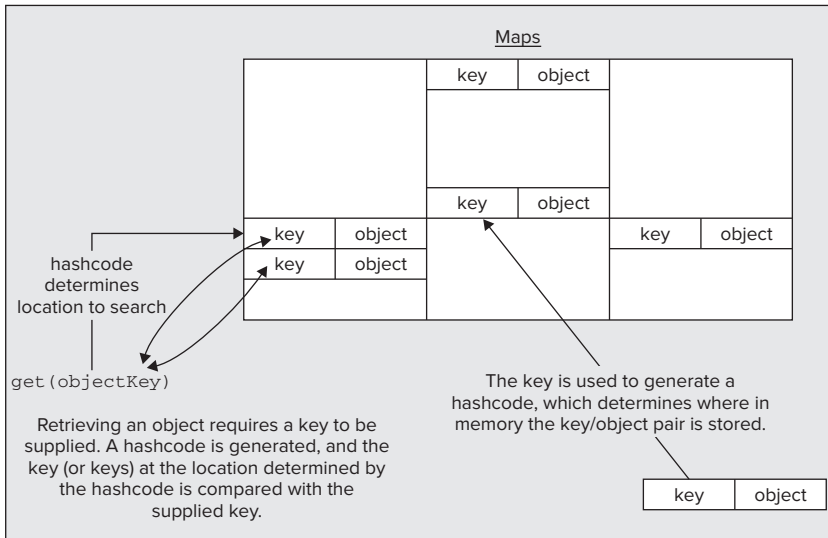 Maps
key object
key object
key object
key object
key object
hashcode
determines
location to search
get(objectKey)
Retrieving an object requires a key to be
supplied. A hashcode is generated, and the
key (or keys) at the location determined by
the hashcode is compared with the
supplied key.
The key is used to generate a
hashcode, which determines where in
memory the key/object pair is stored.
key object